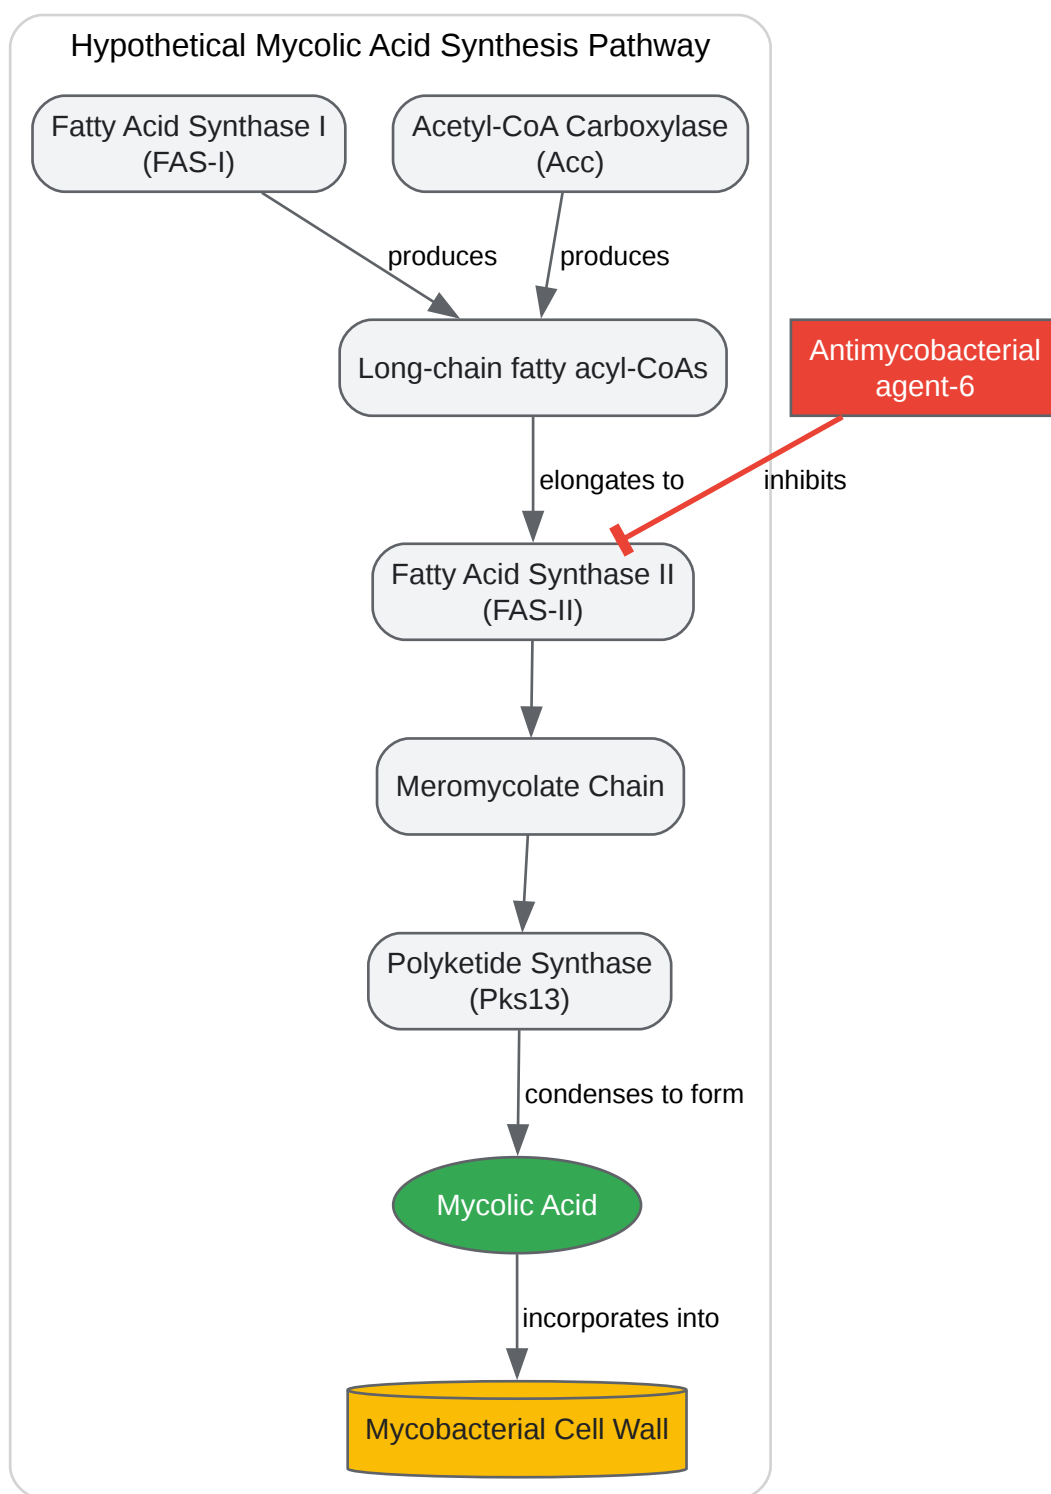 Hypothetical Mycolic Acid Synthesis Pathway
Fatty Acid Synthase I
(FAS-I)
Acetyl-CoA Carboxylase
(Acc)
produces
produces
Long-chain fatty acyl-CoAs
Antimycobacterial
agent-6
elongates to
inhibits
Fatty Acid Synthase II
(FAS-II)
Meromycolate Chain
Polyketide Synthase
(Pks13)
condenses to form
Mycolic Acid
incorporates into
Mycobacterial Cell Wall